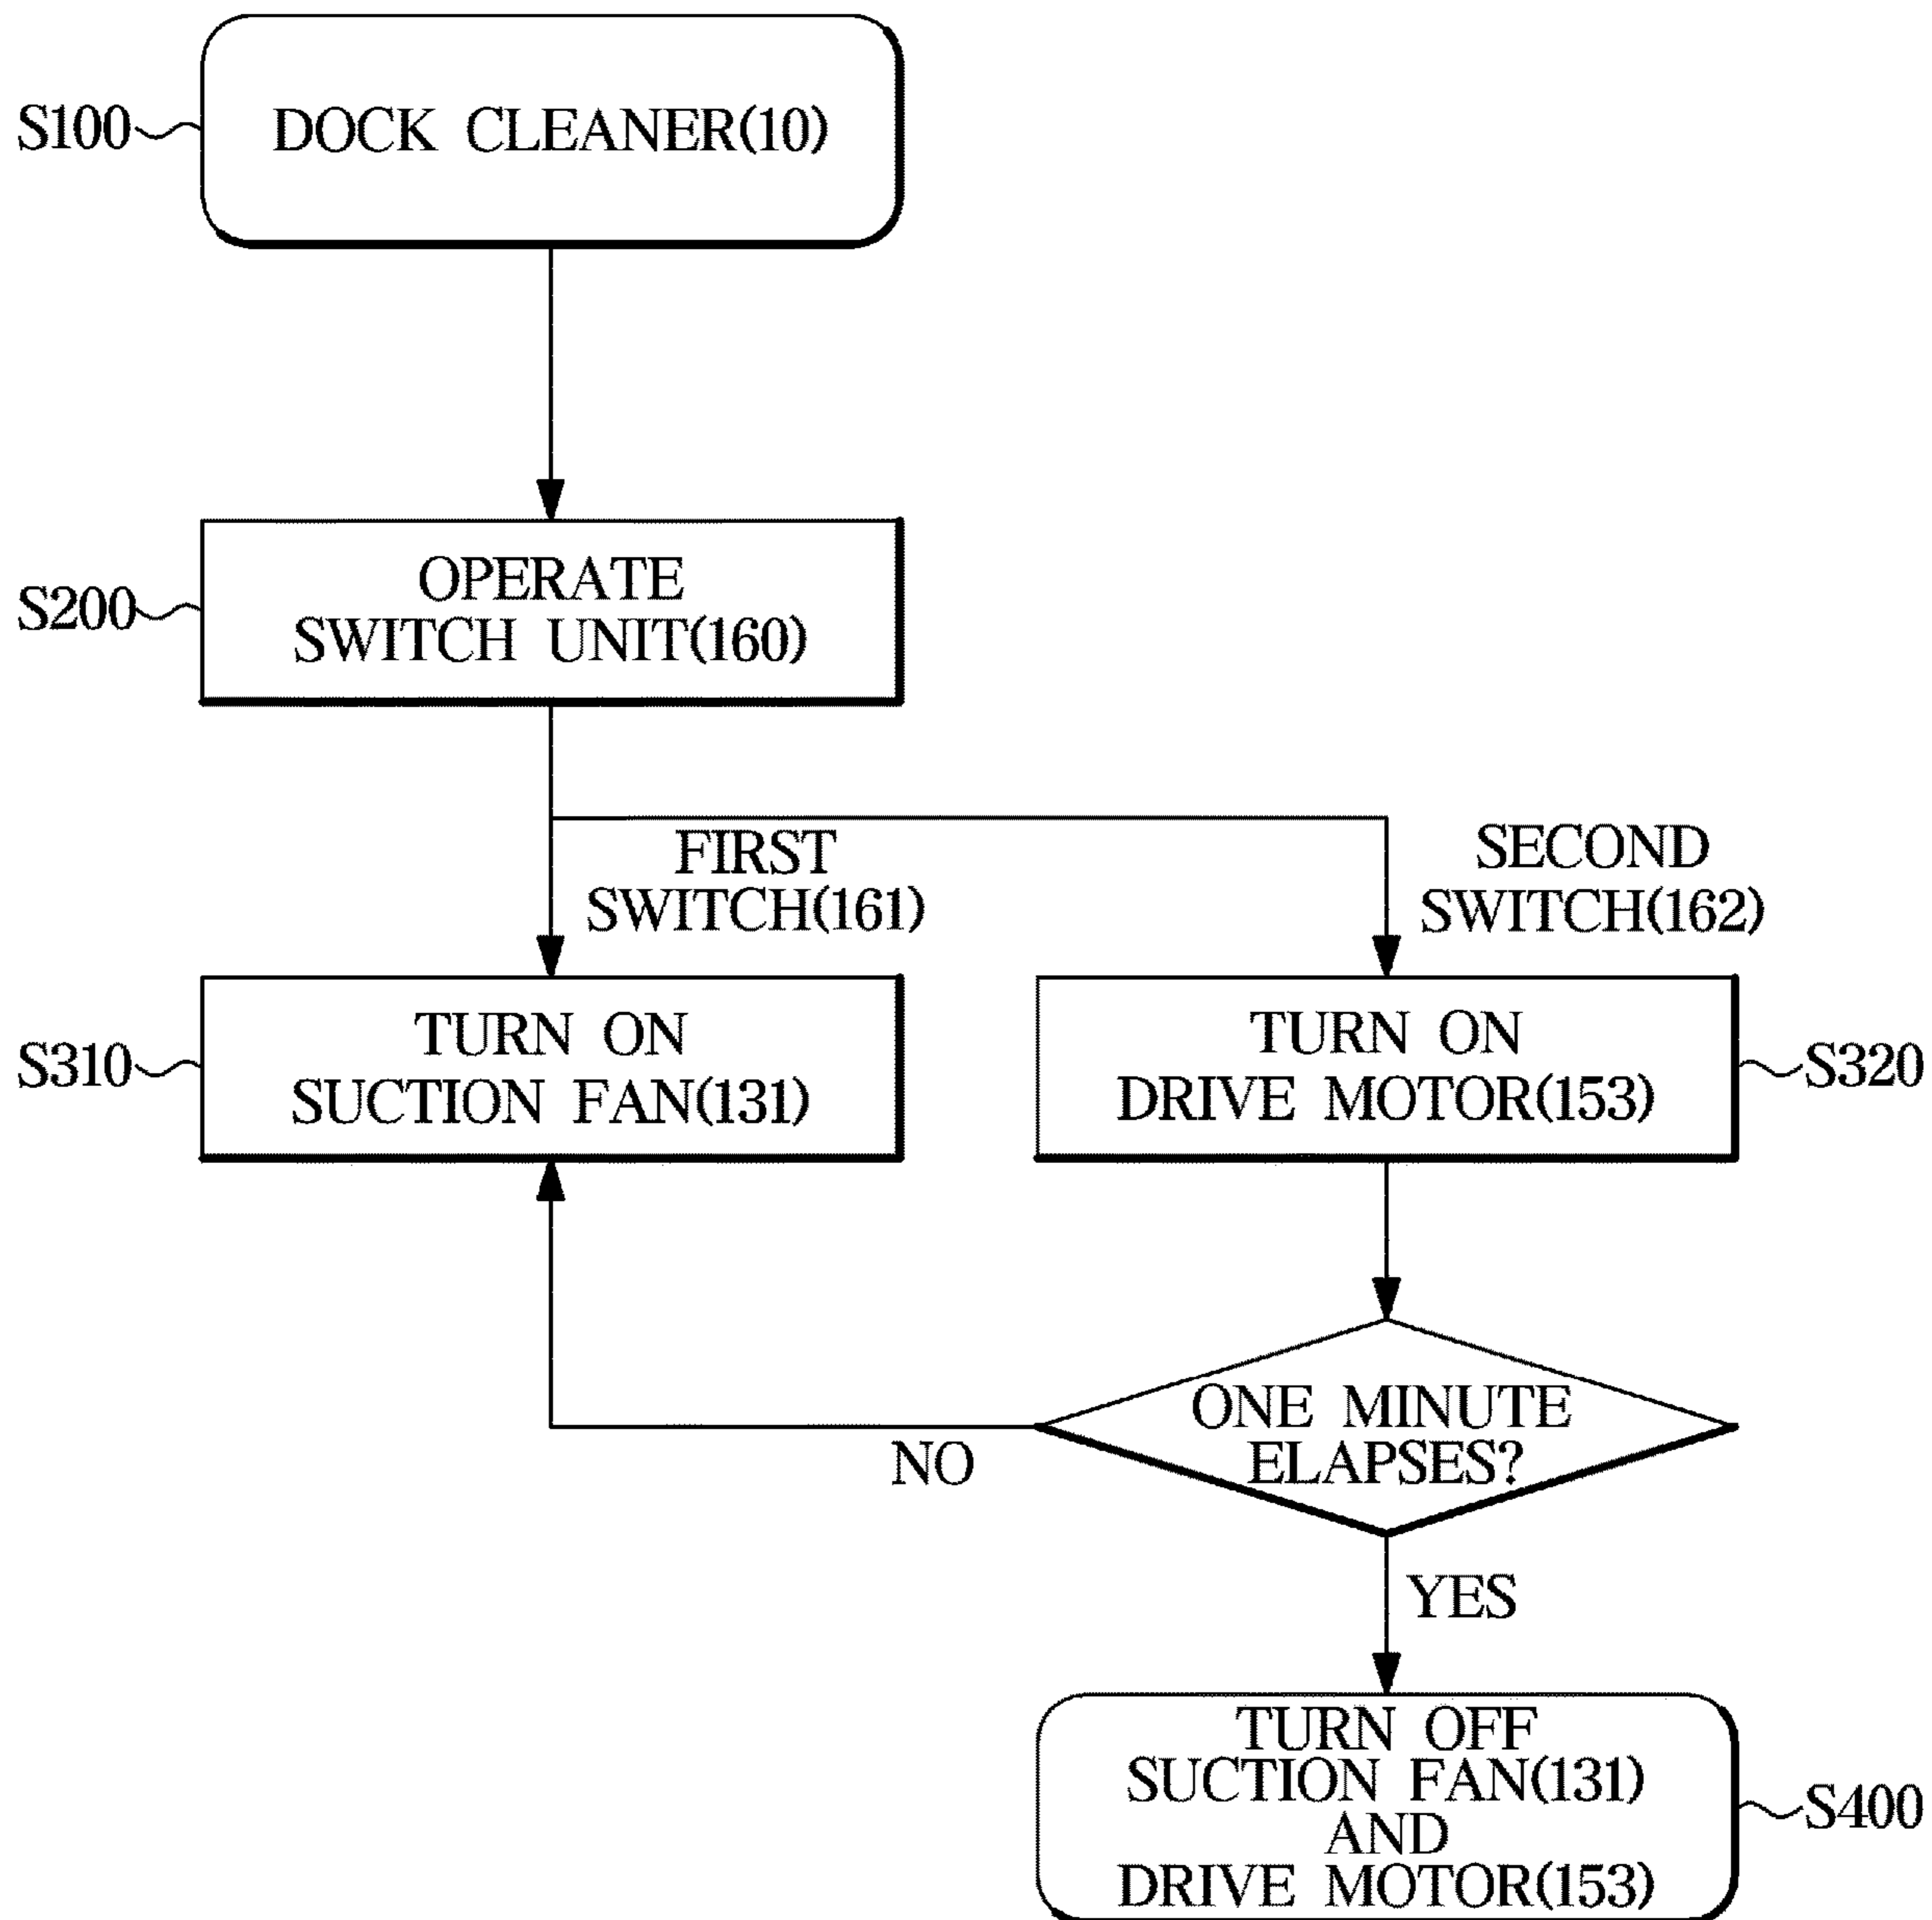 S100
DOCK CLEANER(10)
S200
OPERATE
SWITCH UNIT(160)
FIRST
SWITCH(161)
SECOND
SWITCH(162)
S310
TURN ON
SUCTION FAN(131)
TURN ON
DRIVE MOTOR(153)
S320
ONE MINUTE
ELAPSES?
NO
YES
TURN OFF
SUCTION FAN(131)
AND
DRIVE MOTOR(153)
S400